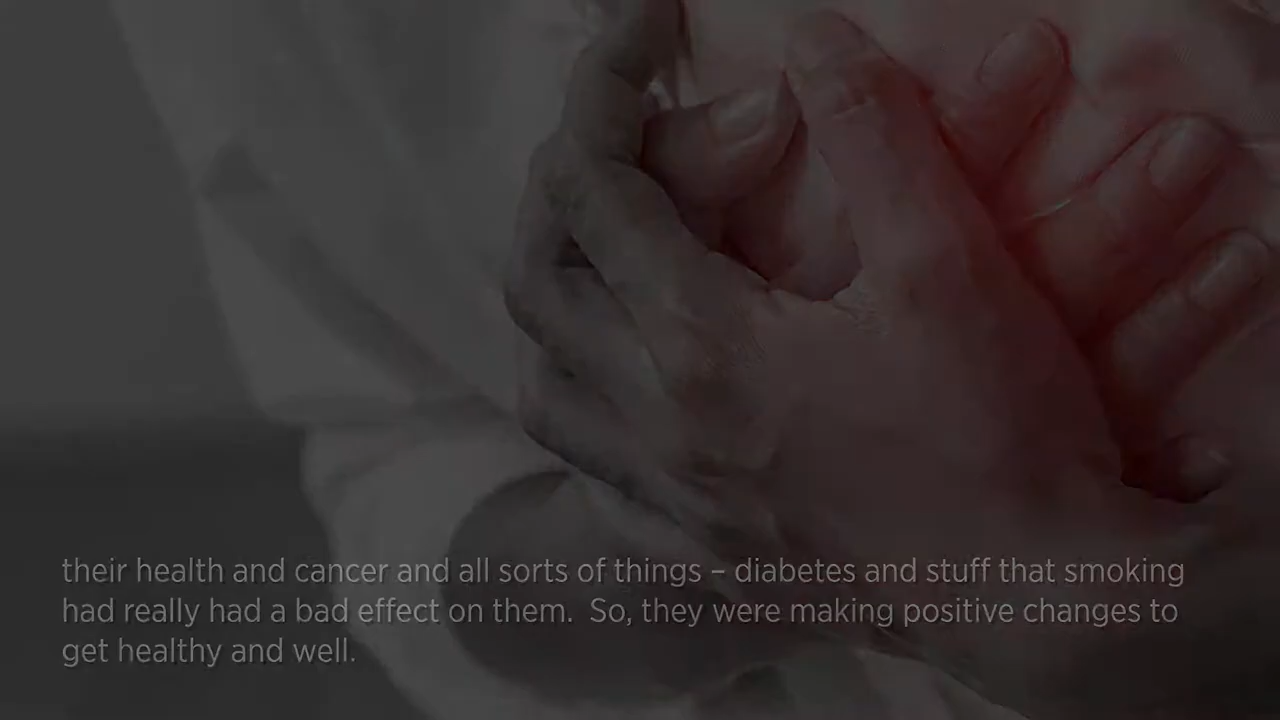 their health and cancer and all sorts of things – diabetes and stuff that smoking
had really had a bad effect on them.  So, they were making positive changes to
get healthy and well.